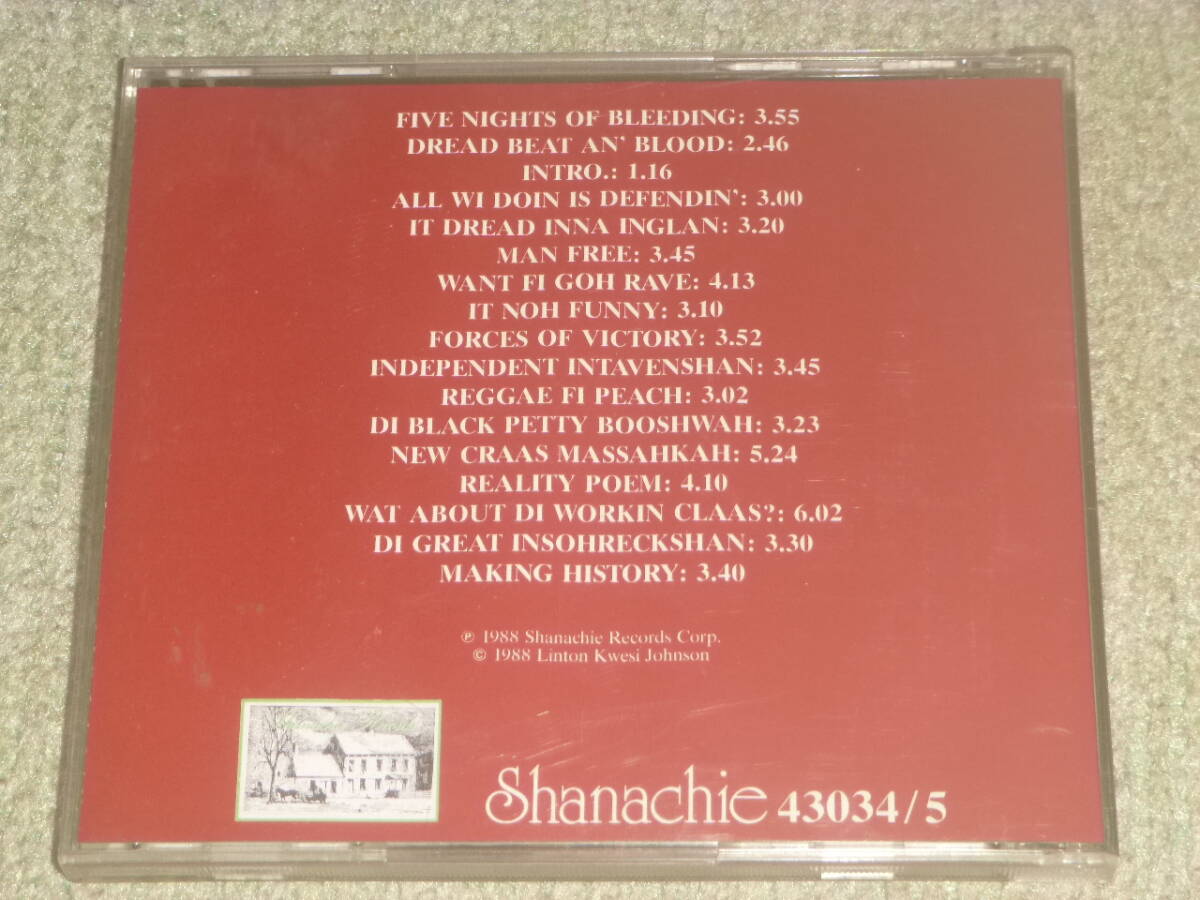 FIVE NIGHTS OF BLEEDING: 3.55
DREAD BEAT AN' BLOOD: 2.46
INTRO.: 1.16
ALL WI DOIN IS DEFENDIN': 3.00
IT DREAD INNA INGLAN: 3.20
MAN FREE: 3.45
WANT FI GOH RAVE: 4.13
IT NOH FUNNY: 3.10
FORCES OF VICTORY: 3.52
INDEPENDENT INTAVENSHAN: 3.45
REGGAE FI PEACH: 3.02
DI BLACK PETTY BOOSHWAH: 3.23
NEW CRAAS MASSAHKAH: 5.24
REALITY POEM: 4.10
WAT ABOUT DI WORKIN CLAAS?: 6.02
DI GREAT INSOHRECKSHAN: 3.30
MAKING HISTORY: 3.40
℗ 1988 Shanachie Records Corp.
© 1988 Linton Kwesi Johnson
Shanachie 43034/5